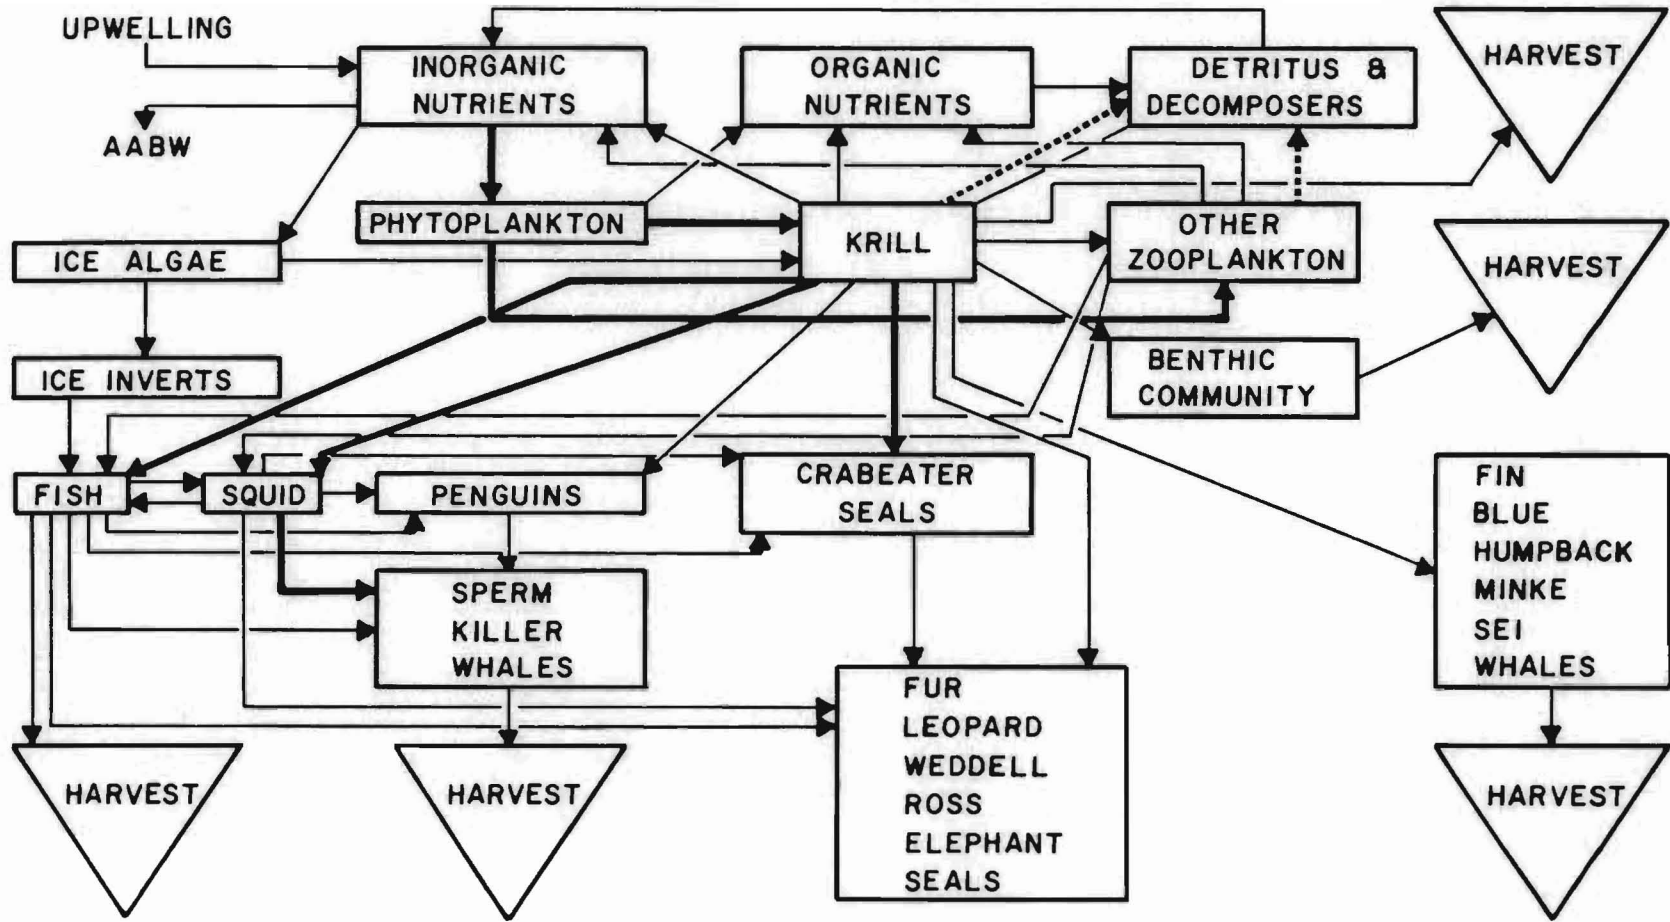 UPWELLING
INORGANIC
NUTRIENTS
ORGANIC
NUTRIENTS
DETRITUS &
DECOMPOSERS
HARVEST
AABW
PHYTOPLANKTON
KRILL
OTHER
ZOOPLANKTON
ICE ALGAE
HARVEST
ICE INVERTS
BENTHIC
COMMUNITY
FISH
SQUID
PENGUINS
CRABEATER
SEALS
FIN
BLUE
HUMPBACK
MINKE
SEI
WHALES
SPERM
KILLER
WHALES
FUR
LEOPARD
WEDDELL
ROSS
ELEPHANT
SEALS
HARVEST
HARVEST
HARVEST